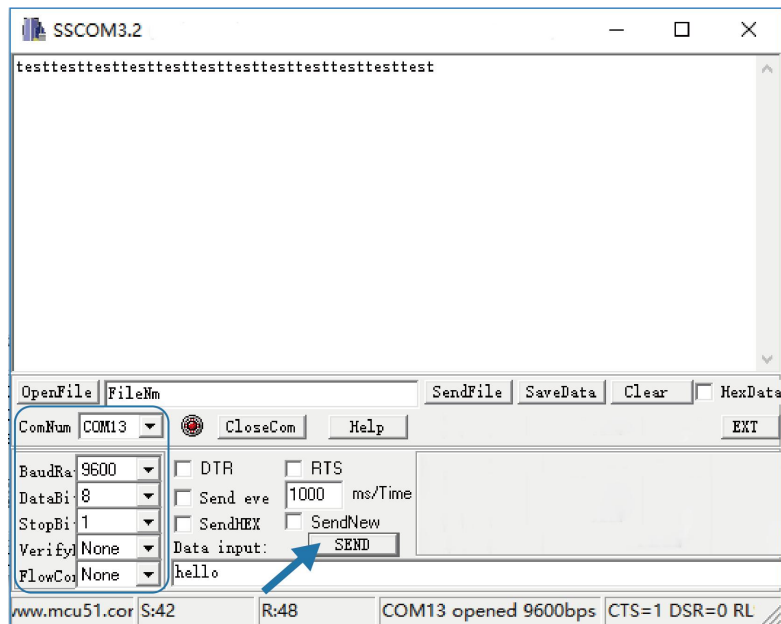 SSCOM3.2
testtesttesttesttesttesttesttesttesttesttesttest
OpenFile FileNm SendFile SaveData Clear HexData
ComNum COM13 CloseCom Help EXT
BaudRa 9600 DTR RTS
DataBi 8 Send eve 1000 ms/Time
StopBi 1 SendHEX SendNew
Verify None Data input: SEND
FlowCo None hello
www.mcu51.cor S:42 R:48 COM13 opened 9600bps CTS=1 DSR=0 RL